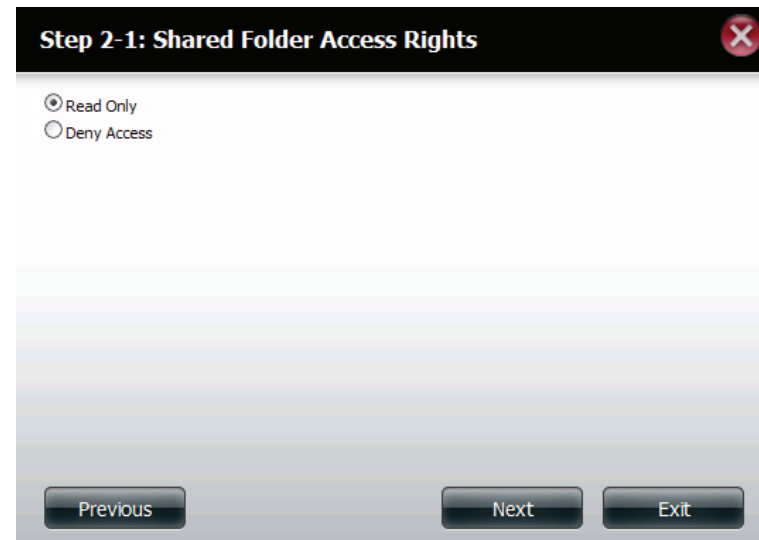 Step 2-1: Shared Folder Access Rights
Read Only
Deny Access
Previous Next Exit